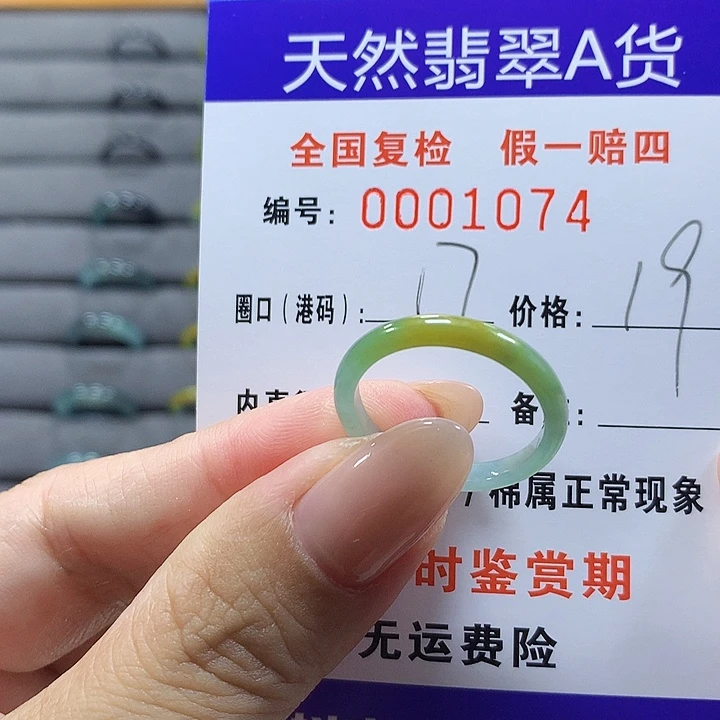 天然翡翠A货
全国复检 假一赔四
编号: 0001074
圈口(港码): 17 价格: 19
内 备 :
棉属正常现象
时鉴赏期
无运费险